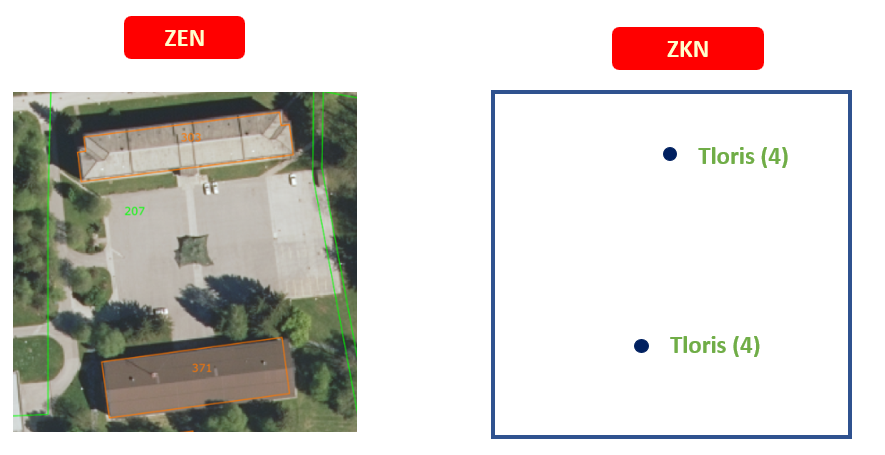 ZEN
ZKN
Tloris (4)
207
Tloris (4)
371